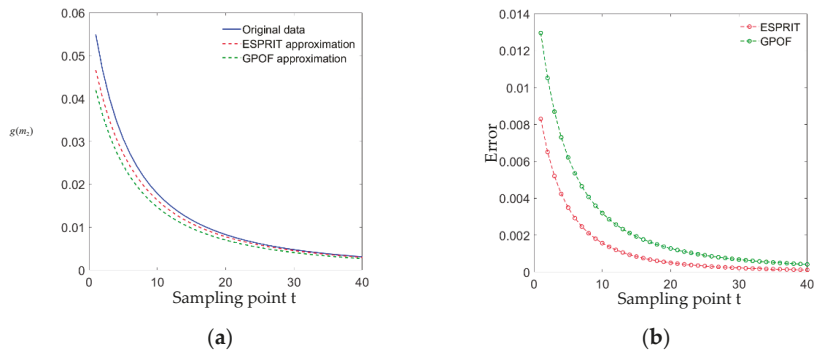 0.06
0.05
0.04
0.03
0.02
0.01
0
g(m₂)
Original data
ESPRIT approximation
GPOF approximation
0 10 20 30 40
Sampling point t
(a)
0.014
0.012
0.01
0.008
0.006
0.004
0.002
0
Error
ESPRIT
GPOF
0 10 20 30 40
Sampling point t
(b)